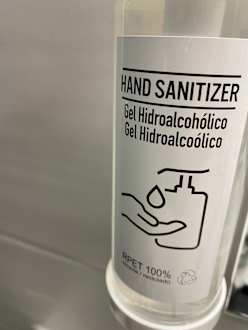 HAND SANITIZER
Gel Hidroalcohólico
Gel Hidroalcoólico
RPET 100%